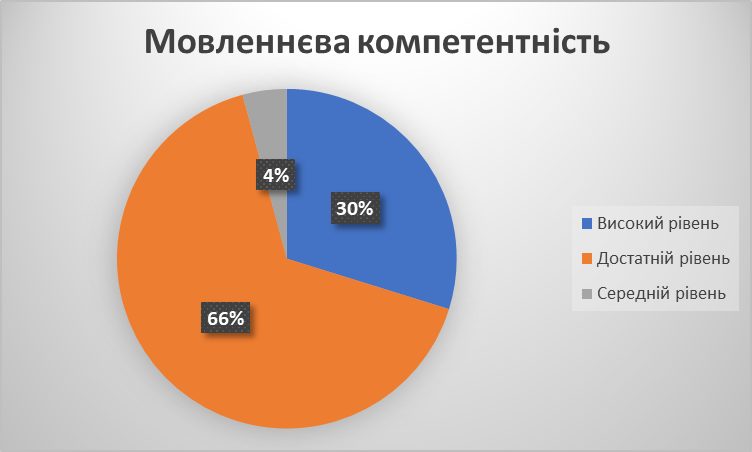 Мовленнєва компетентність
4%
30%
66%
Високий рівень
Достатній рівень
Середній рівень